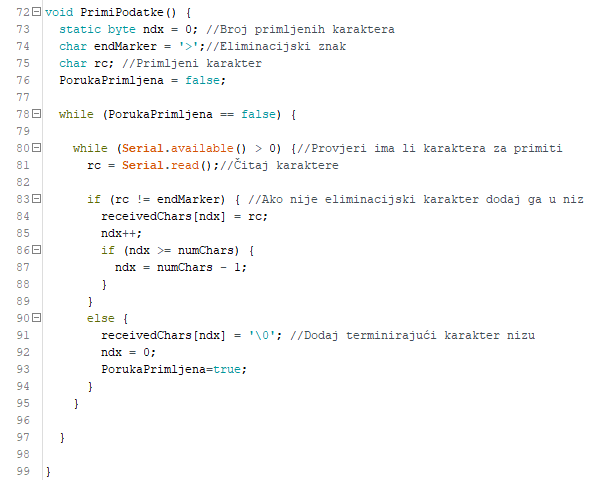 72 void PrimiPodatke() {
73   static byte ndx = 0; //Broj primljenih karaktera
74   char endMarker = '>';//Eliminacijski znak
75   char rc; //Primljeni karakter
76   PorukaPrimljena = false;
77
78   while (PorukaPrimljena == false) {
79
80     while (Serial.available() > 0) {//Provjeri ima li karaktera za primiti
81       rc = Serial.read();//Čitaj karaktere
82
83       if (rc != endMarker) { //Ako nije eliminacijski karakter dodaj ga u niz
84         receivedChars[ndx] = rc;
85         ndx++;
86         if (ndx >= numChars) {
87           ndx = numChars - 1;
88         }
89       }
90       else {
91         receivedChars[ndx] = '\0'; //Dodaj terminirajući karakter nizu
92         ndx = 0;
93         PorukaPrimljena=true;
94       }
95     }
96
97   }
98
99 }